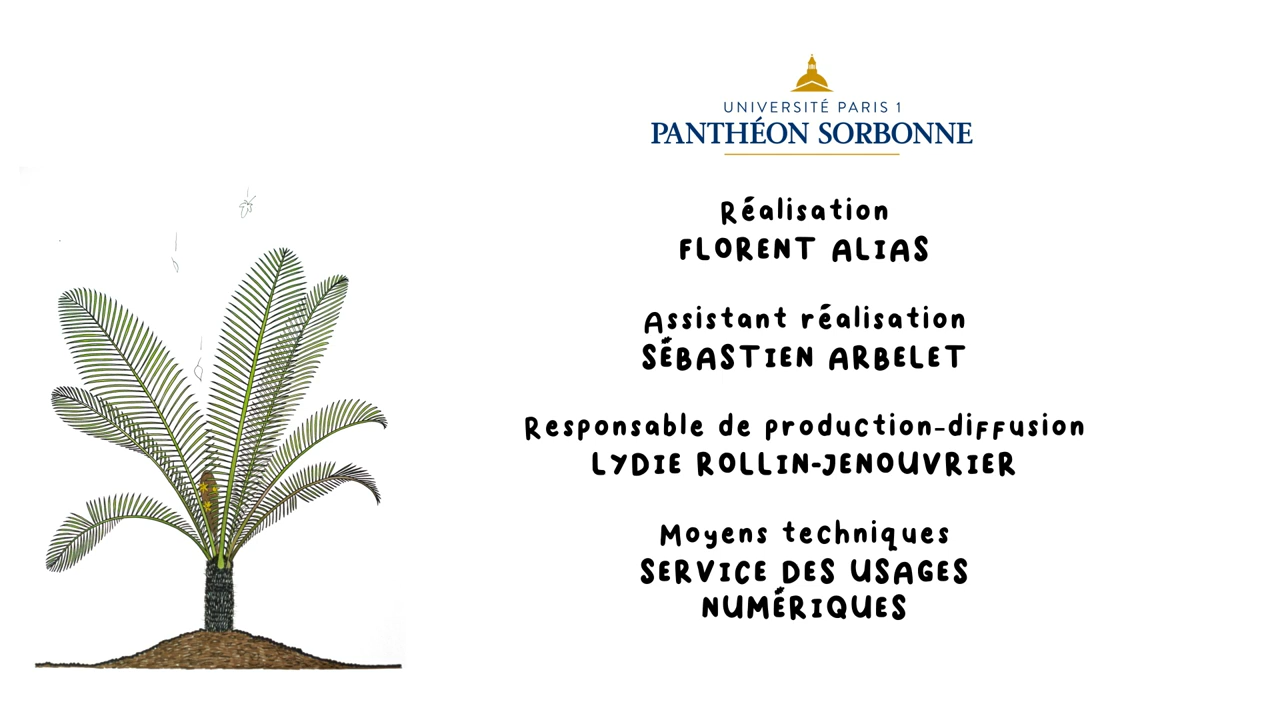 UNIVERSITÉ PARIS 1
PANTHÉON SORBONNE
Réalisation
FLORENT ALIAS
Assistant réalisation
SÉBASTIEN ARBELET
Responsable de production-diffusion
LYDIE ROLLIN-JENOUVRIER
Moyens techniques
SERVICE DES USAGES
NUMÉRIQUES